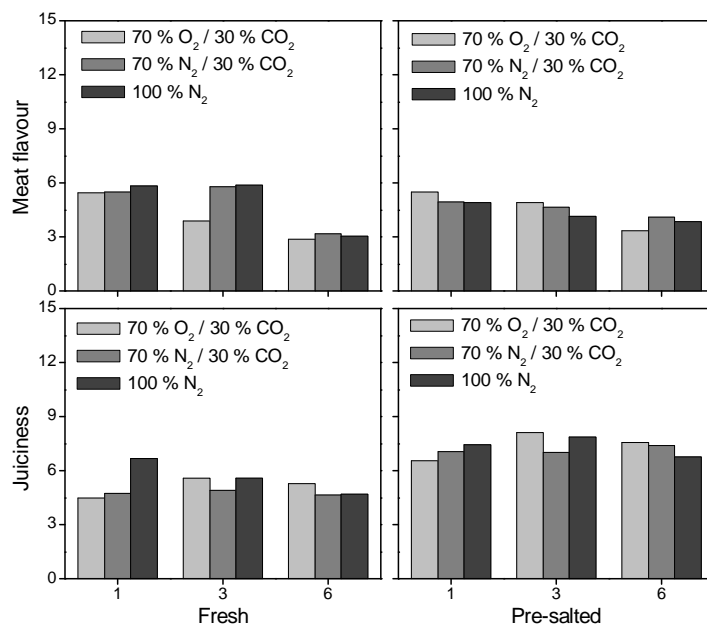 Meat flavour
15
12
9
6
3
0
70 % O₂ / 30 % CO₂
70 % N₂ / 30 % CO₂
100 % N₂
70 % O₂ / 30 % CO₂
70 % N₂ / 30 % CO₂
100 % N₂
Juiciness
15
12
9
6
3
0
70 % O₂ / 30 % CO₂
70 % N₂ / 30 % CO₂
100 % N₂
1 3 6
Fresh
70 % O₂ / 30 % CO₂
70 % N₂ / 30 % CO₂
100 % N₂
1 3 6
Pre-salted